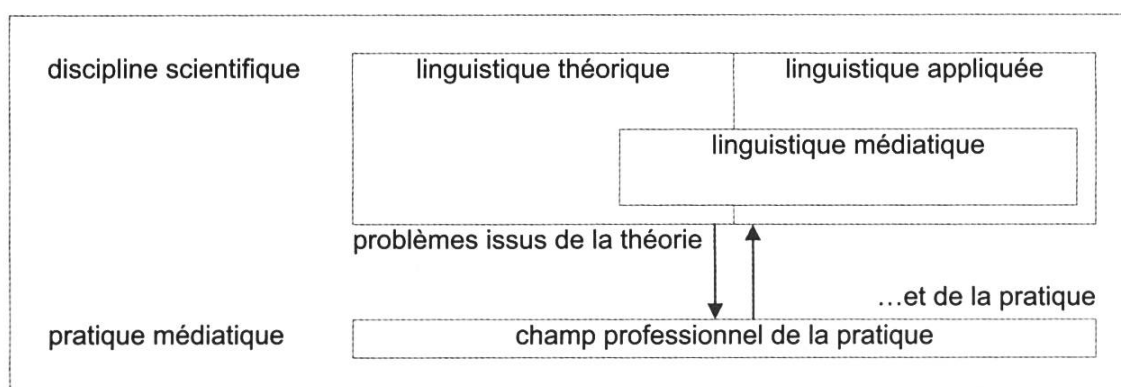 discipline scientifique
linguistique théorique
linguistique appliquée
linguistique médiatique
problèmes issus de la théorie
…et de la pratique
pratique médiatique
champ professionnel de la pratique